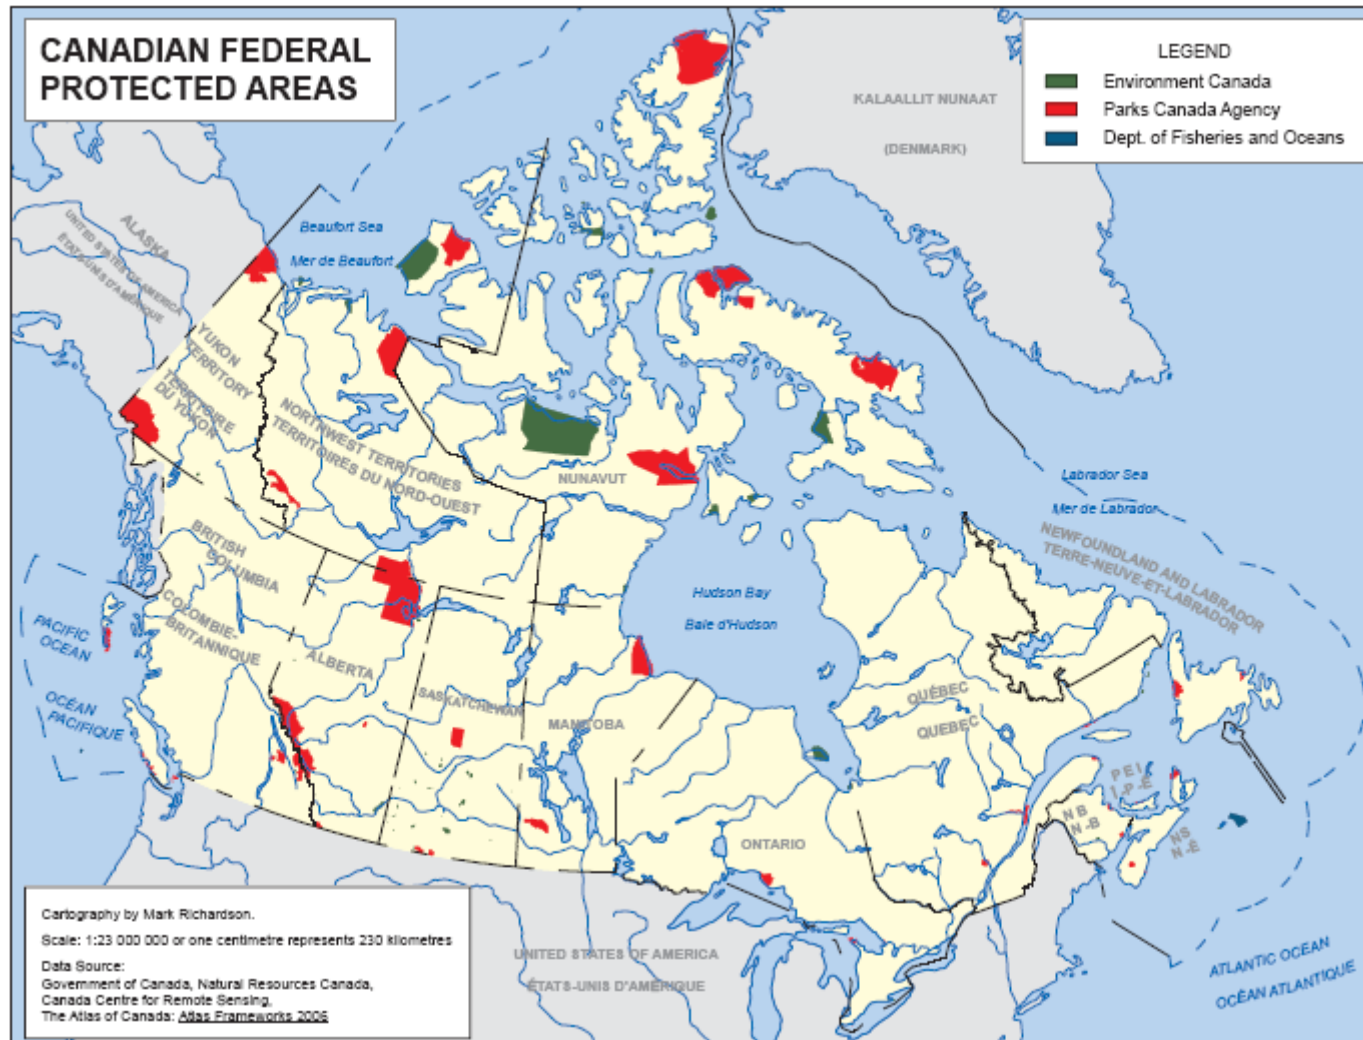 CANADIAN FEDERAL
PROTECTED AREAS
LEGEND
Environment Canada
Parks Canada Agency
Dept. of Fisheries and Oceans
KALAALLIT NUNAAT
(DENMARK)
Beaufort Sea
Mer de Beaufort
ALASKA
UNITED STATES OF AMERICA
ÉTATS-UNIS D'AMÉRIQUE
YUKON
TERRITORY
TERRITOIRE
DU YUKON
NORTHWEST TERRITORIES
TERRITOIRES DU NORD-OUEST
NUNAVUT
Labrador Sea
Mer de Labrador
NEWFOUNDLAND AND LABRADOR
TERRE-NEUVE-ET-LABRADOR
BRITISH
COLUMBIA
COLOMBIE-
BRITANNIQUE
PACIFIC
OCEAN
OCÉAN
PACIFIQUE
ALBERTA
SASKATCHEWAN
MANITOBA
Hudson Bay
Baie d'Hudson
QUÉBEC
QUEBEC
P E I
I -P-É
N B
N -B
NS
N-É
ONTARIO
UNITED STATES OF AMERICA
ÉTATS-UNIS D'AMÉRIQUE
ATLANTIC OCEAN
OCÉAN ATLANTIQUE
Cartography by Mark Richardson.
Scale: 1:23 000 000 or one centimetre represents 230 kilometres
Data Source:
Government of Canada, Natural Resources Canada,
Canada Centre for Remote Sensing,
The Atlas of Canada: Atlas Frameworks 2006